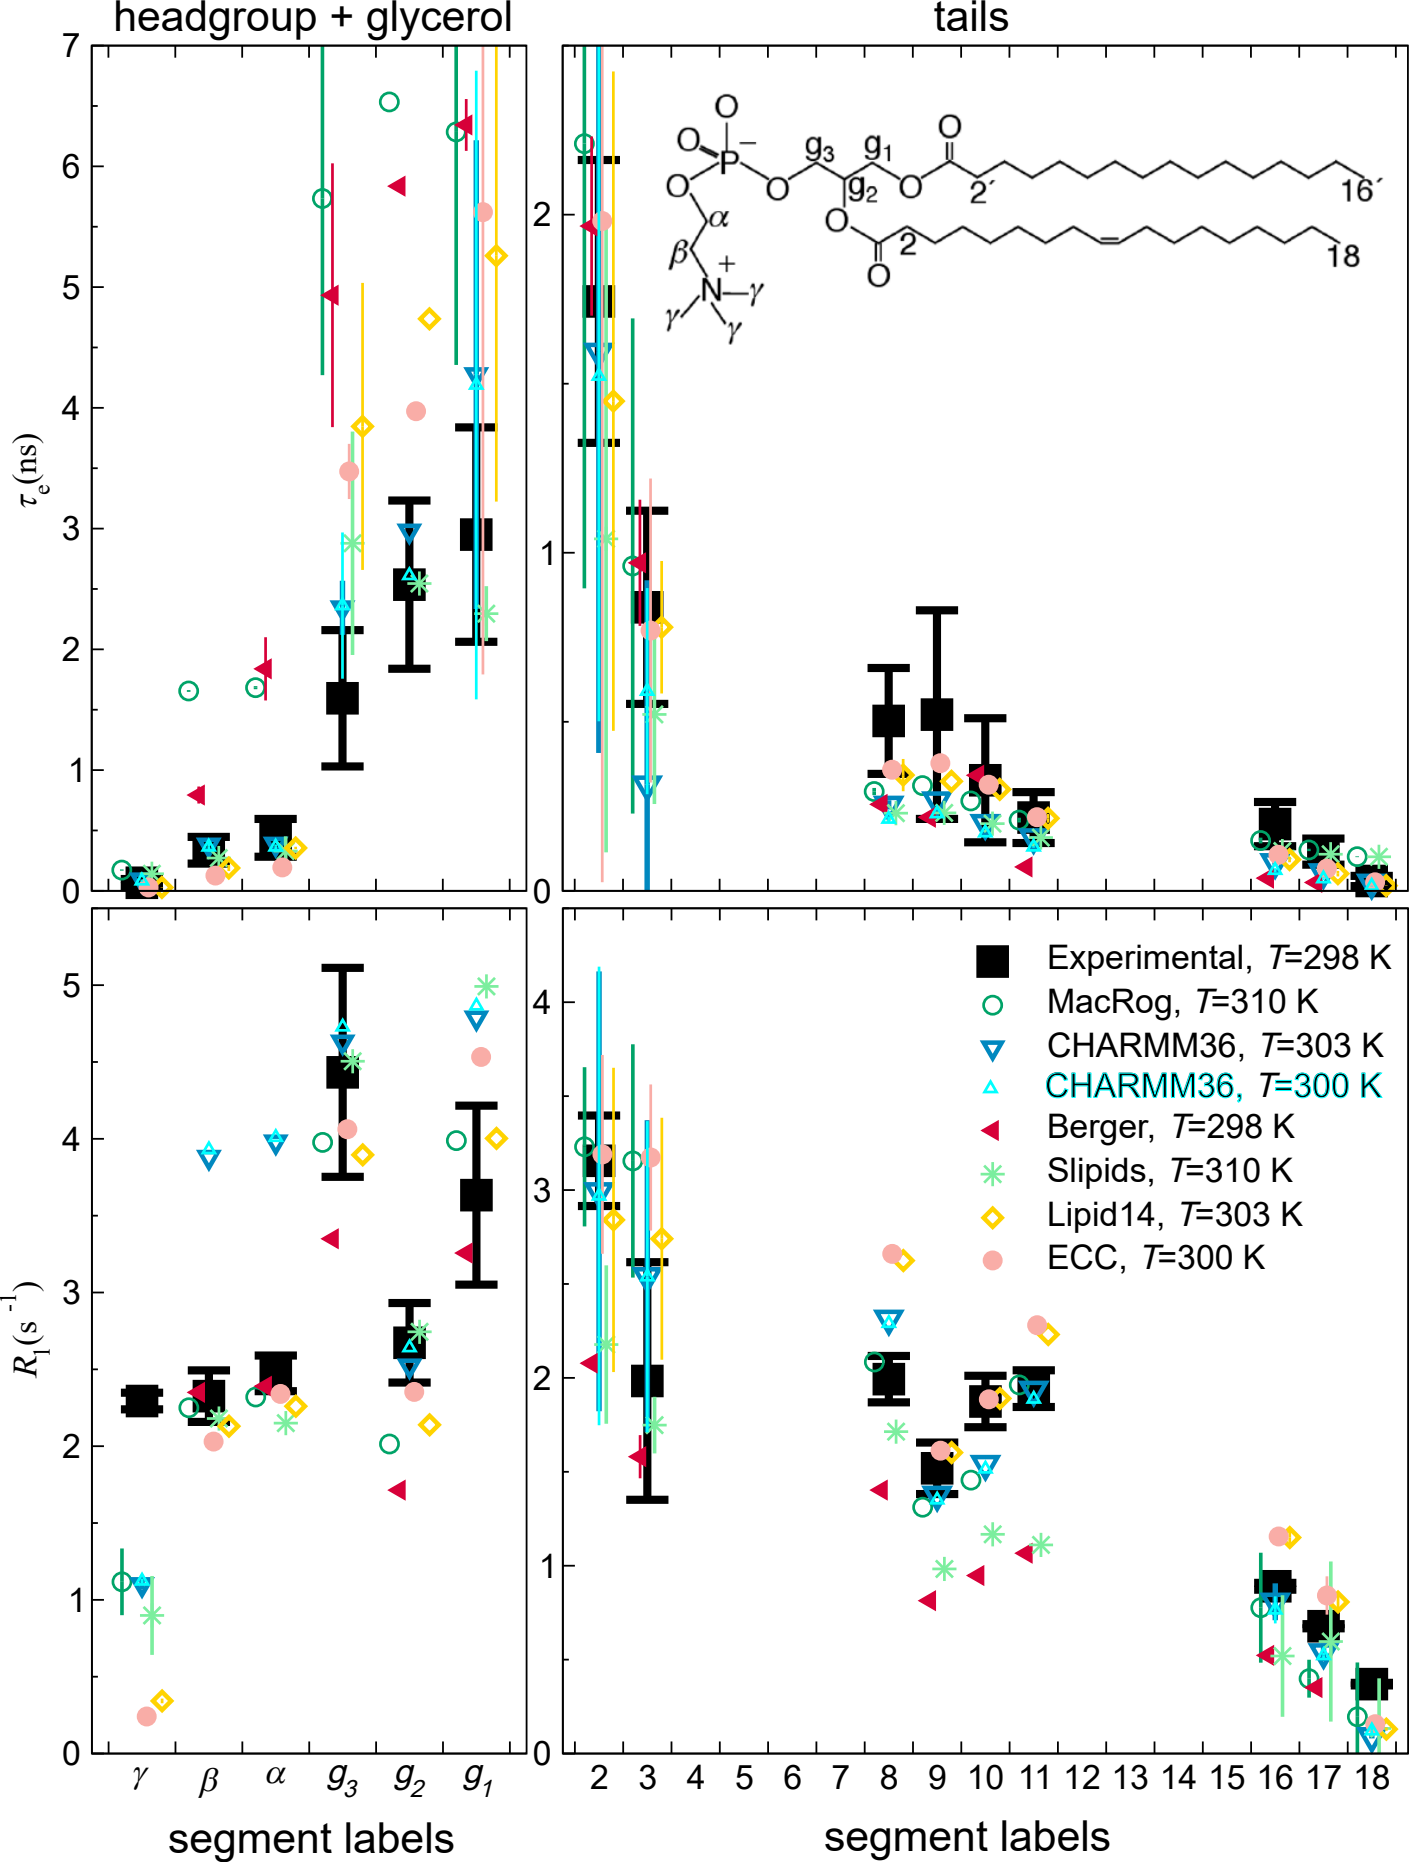 headgroup + glycerol
tails
7
6
5
4
3
2
1
0
τe(ns)
2
1
0
O
O
P
−
O
O
g3
g1
g2
O
O
2´
16´
O
O
2
18
α
β
N
+
γ
γ
γ
5
4
3
2
1
0
R1(s -1)
4
3
2
1
0
Experimental, T=298 K
MacRog, T=310 K
CHARMM36, T=303 K
CHARMM36, T=300 K
Berger, T=298 K
Slipids, T=310 K
Lipid14, T=303 K
ECC, T=300 K
γ β α g3 g2 g1
2 3 4 5 6 7 8 9 10 11 12 13 14 15 16 17 18
segment labels
segment labels